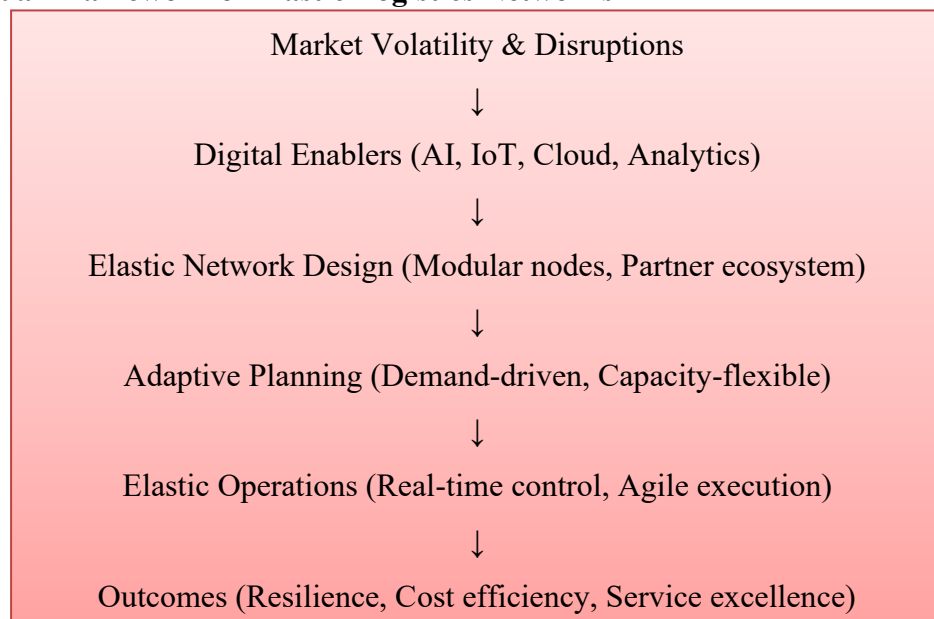 Market Volatility & Disruptions
↓
Digital Enablers (AI, IoT, Cloud, Analytics)
↓
Elastic Network Design (Modular nodes, Partner ecosystem)
↓
Adaptive Planning (Demand-driven, Capacity-flexible)
↓
Elastic Operations (Real-time control, Agile execution)
↓
Outcomes (Resilience, Cost efficiency, Service excellence)